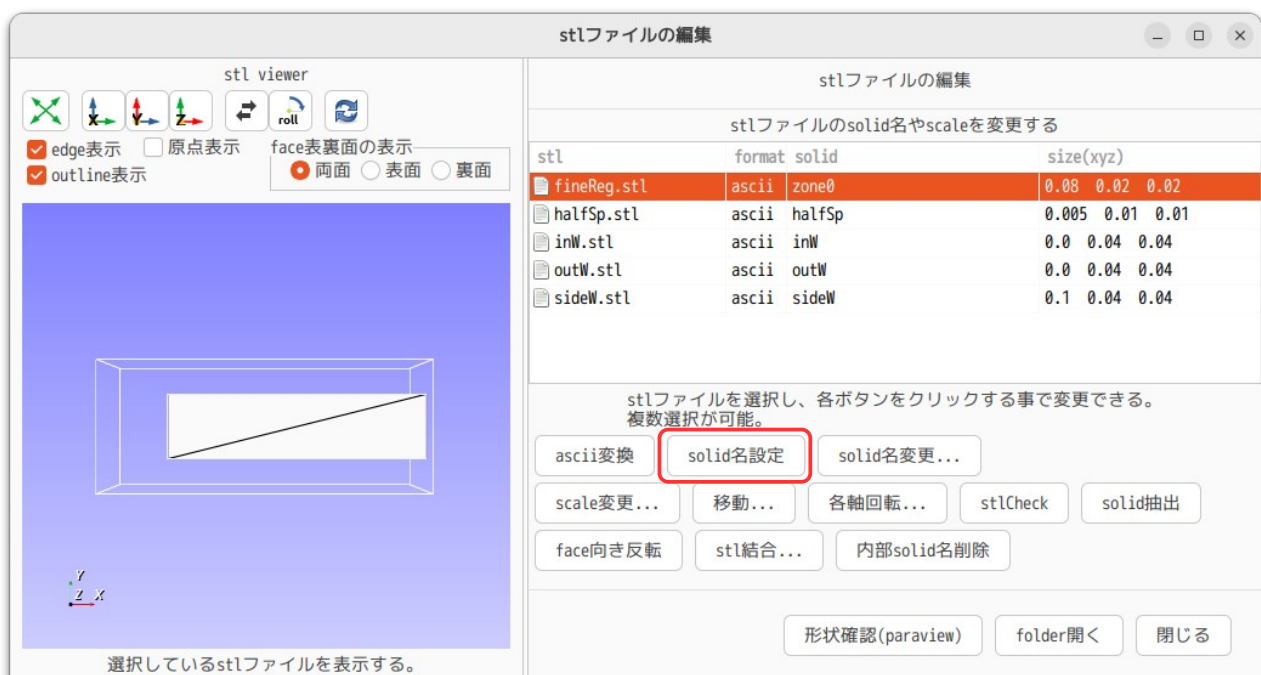 stlファイルの編集
stl viewer
X Y Z roll
edge表示 原点表示 face表裏面の表示
outline表示 両面 表面 裏面
Y
Z X
選択しているstlファイルを表示する。
stlファイルの編集
stlファイルのsolid名やscaleを変更する
stl format solid size(xyz)
fineReg.stl ascii zone0 0.08 0.02 0.02
halfSp.stl ascii halfSp 0.005 0.01 0.01
inW.stl ascii inW 0.0 0.04 0.04
outW.stl ascii outW 0.0 0.04 0.04
sideW.stl ascii sideW 0.1 0.04 0.04
stlファイルを選択し、各ボタンをクリックする事で変更できる。
複数選択が可能。
ascii変換 solid名設定 solid名変更...
scale変更... 移動... 各軸回転... stlCheck solid抽出
face向き反転 stl結合... 内部solid名削除
形状確認(paraview) folder開く 閉じる